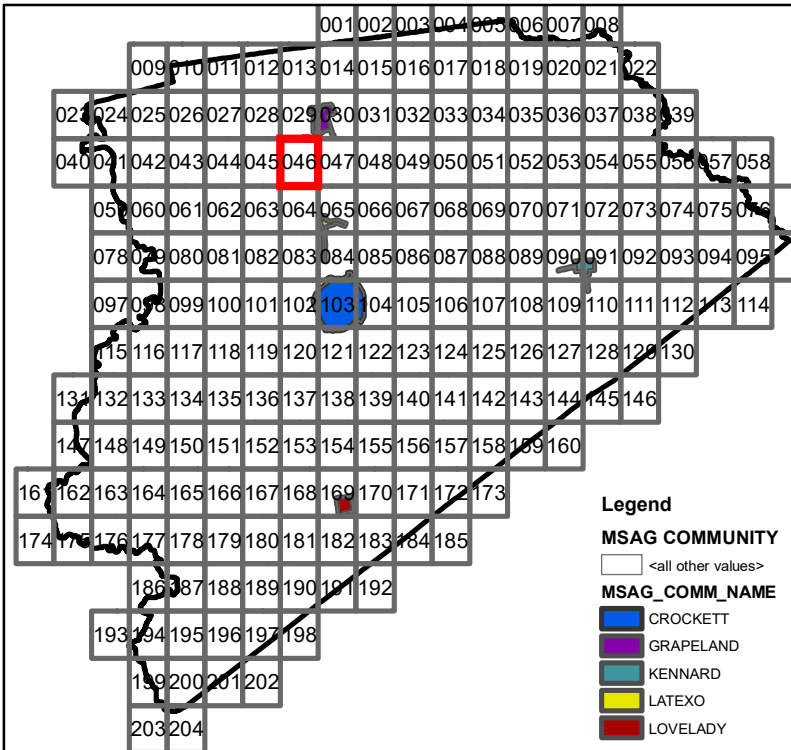 001 002 003 004 005 006 007 008
009 010 011 012 013 014 015 016 017 018 019 020 021 022
023 024 025 026 027 028 029 030 031 032 033 034 035 036 037 038 039
040 041 042 043 044 045 046 047 048 049 050 051 052 053 054 055 056 057 058
059 060 061 062 063 064 065 066 067 068 069 070 071 072 073 074 075 076
078 079 080 081 082 083 084 085 086 087 088 089 090 091 092 093 094 095
097 098 099 100 101 102 103 104 105 106 107 108 109 110 111 112 113 114
115 116 117 118 119 120 121 122 123 124 125 126 127 128 129 130
131 132 133 134 135 136 137 138 139 140 141 142 143 144 145 146
147 148 149 150 151 152 153 154 155 156 157 158 159 160
161 162 163 164 165 166 167 168 169 170 171 172 173
174 175 176 177 178 179 180 181 182 183 184 185
186 187 188 189 190 191 192
193 194 195 196 197 198
199 200 201 202
203 204
Legend
MSAG COMMUNITY
<all other values>
MSAG_COMM_NAME
CROCKETT
GRAPELAND
KENNARD
LATEXO
LOVELADY